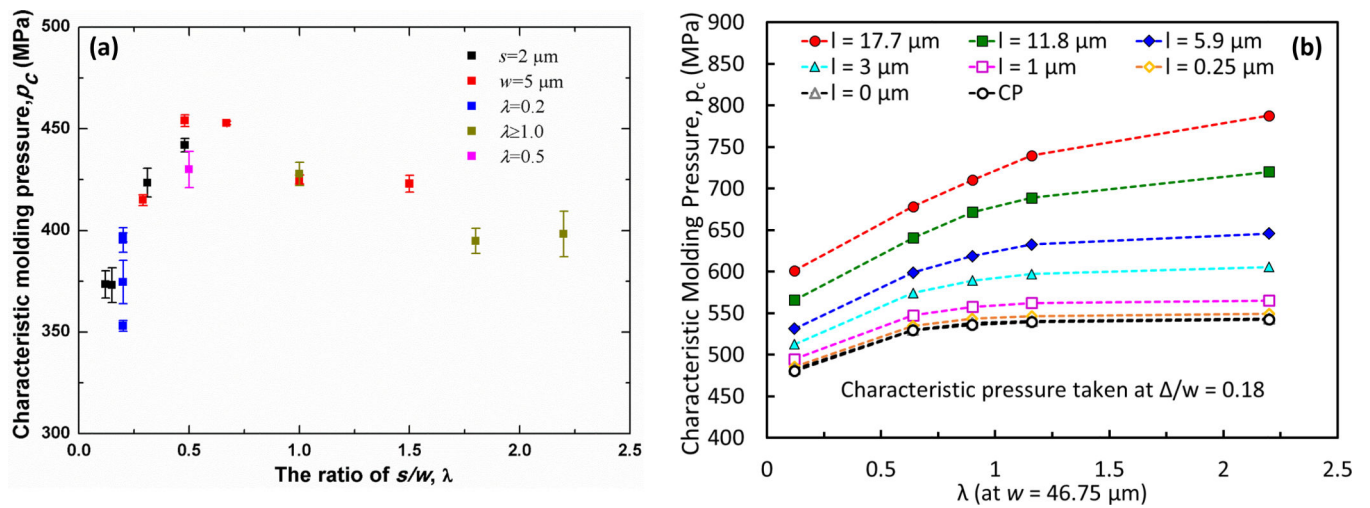 (a)
500
450
400
350
300
Characteristic molding pressure, pc (MPa)
s=2 μm
w=5 μm
λ=0.2
λ≥1.0
λ=0.5
0.0 0.5 1.0 1.5 2.0 2.5
The ratio of s/w, λ
(b)
900
850
800
750
700
650
600
550
500
450
400
Characteristic Molding Pressure, pc (MPa)
l = 17.7 μm l = 11.8 μm l = 5.9 μm
l = 3 μm l = 1 μm l = 0.25 μm
l = 0 μm CP
Characteristic pressure taken at Δ/w = 0.18
0 0.5 1 1.5 2 2.5
λ (at w = 46.75 μm)